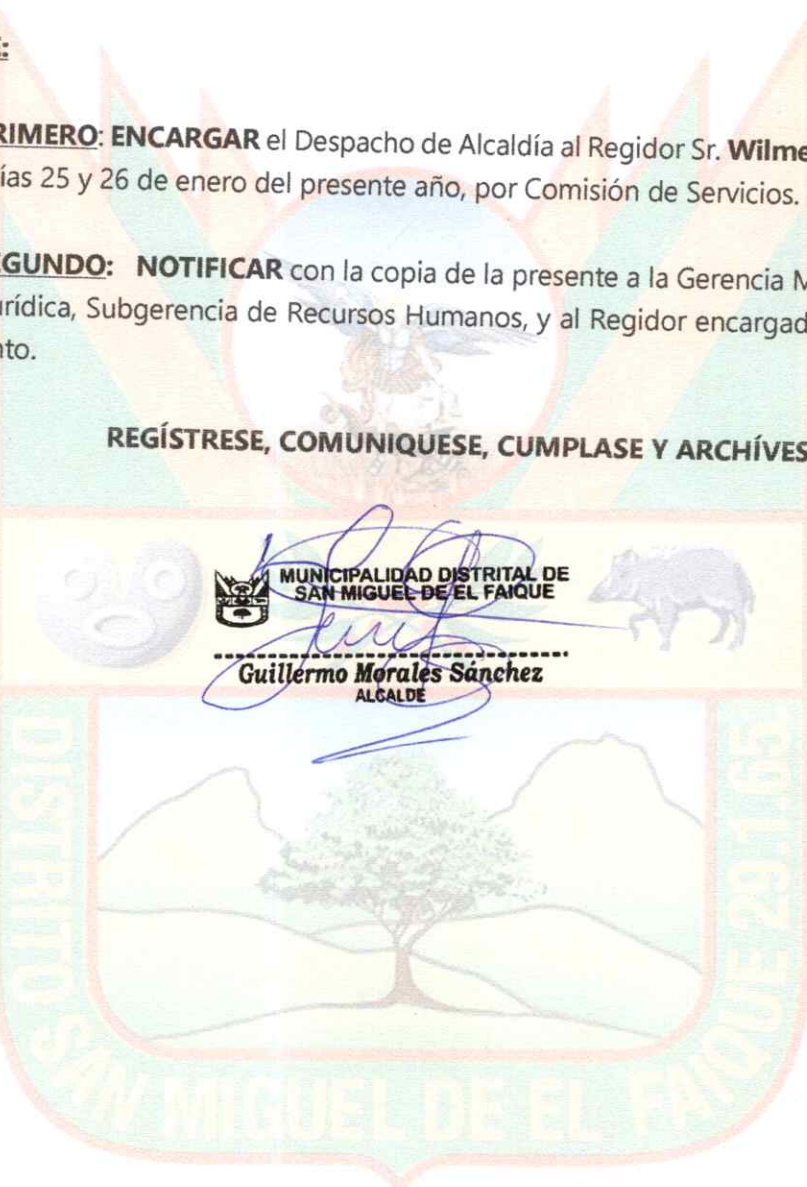 :
RIMERO: ENCARGAR el Despacho de Alcaldía al Regidor Sr. Wilme
ías 25 y 26 de enero del presente año, por Comisión de Servicios.
EGUNDO: NOTIFICAR con la copia de la presente a la Gerencia M
urídica, Subgerencia de Recursos Humanos, y al Regidor encargad
nto.
REGÍSTRESE, COMUNIQUESE, CUMPLASE Y ARCHÍVES
MUNICIPALIDAD DISTRITAL DE
SAN MIGUEL DE EL FAIQUE
Guillermo Morales Sánchez
ALCALDE
DISTRITO SAN MIGUEL DE EL FAIQUE 29.1.65.